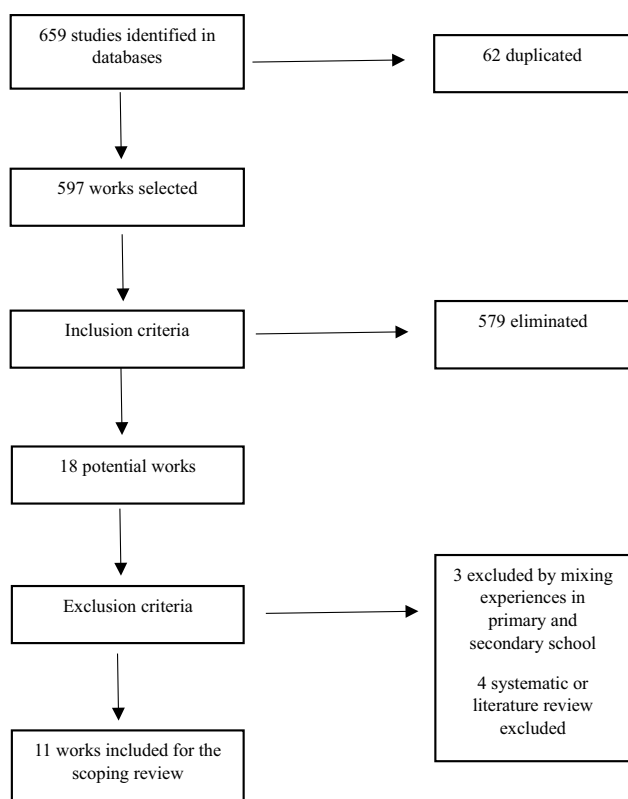 659 studies identified in
databases
62 duplicated
597 works selected
Inclusion criteria
579 eliminated
18 potential works
Exclusion criteria
3 excluded by mixing
experiences in
primary and
secondary school
4 systematic or
literature review
excluded
11 works included for the
scoping review